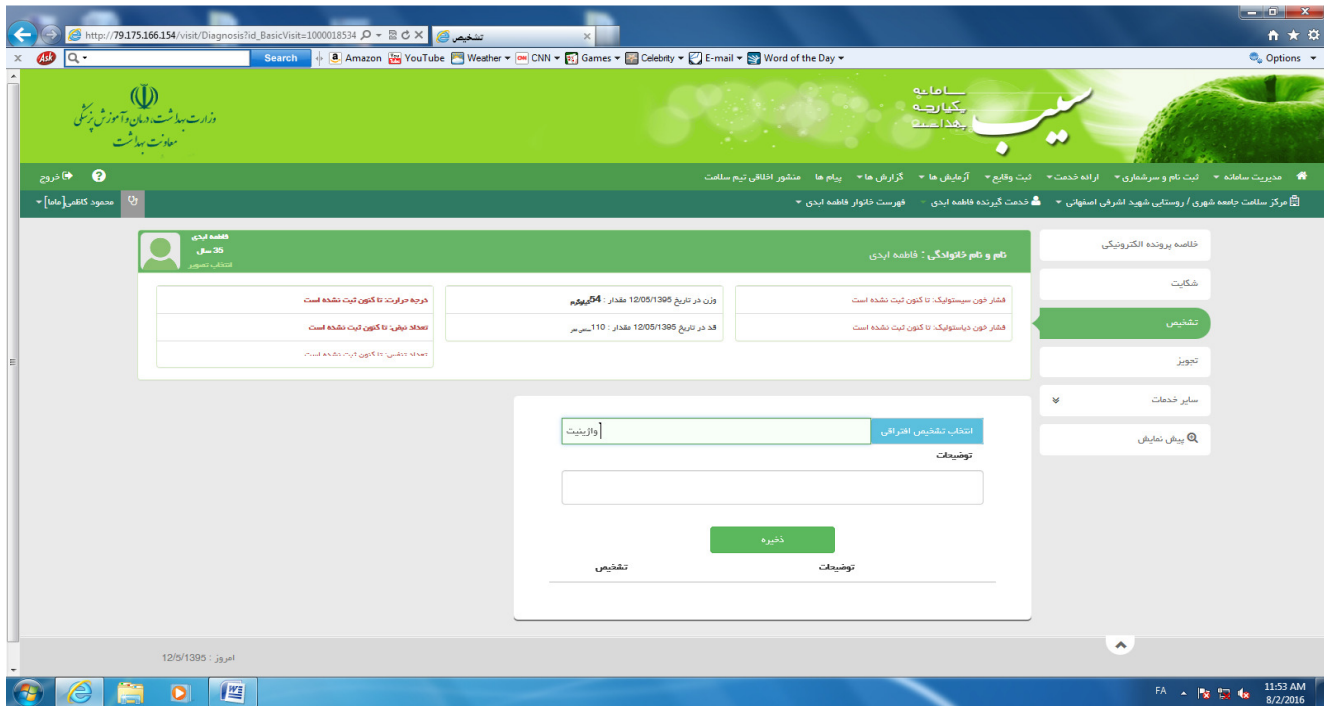 http://79.175.166.154/visit/Diagnosis?id_BasicVisit=1000018534
تشخیص
Ask
Search
Amazon YouTube Weather CNN Games Celebrity E-mail Word of the Day
Options
وزارت بهداشت، درمان و آموزش پزشکی
معاونت بهداشت
سامانه
یکپارچه
بهداشت
سیب
مدیریت سامانه ثبت نام و سرشماری ارائه خدمت ثبت وقایع آزمایش ها گزارش ها پیام ها منشور اخلاقی تیم سلامت
خروج
مرکز سلامت جامعه شهری / روستایی شهید اشرفی اصفهانی خدمت گیرنده فاطمه ابدی فهرست خانوار فاطمه ابدی
محمود کاظمی[ماما]
خلاصه پرونده الکترونیکی
شکایت
تشخیص
تجویز
سایر خدمات
پیش نمایش
نام و نام خانوادگی : فاطمه ابدی
فاطمه ابدی
35 سال
انتخاب تصویر
فشار خون سیستولیک: تا کنون ثبت نشده است
فشار خون دیاستولیک: تا کنون ثبت نشده است
وزن در تاریخ 12/05/1395 مقدار : 54کیلوگرم
قد در تاریخ 12/05/1395 مقدار : 110سانتی متر
درجه حرارت: تا کنون ثبت نشده است
تعداد نبض: تا کنون ثبت نشده است
تعداد تنفس: تا کنون ثبت نشده است
انتخاب تشخیص افتراقی
واژینیت
توضیحات
ذخیره
توضیحات تشخیص
امروز : 12/5/1395
FA
11:53 AM
8/2/2016